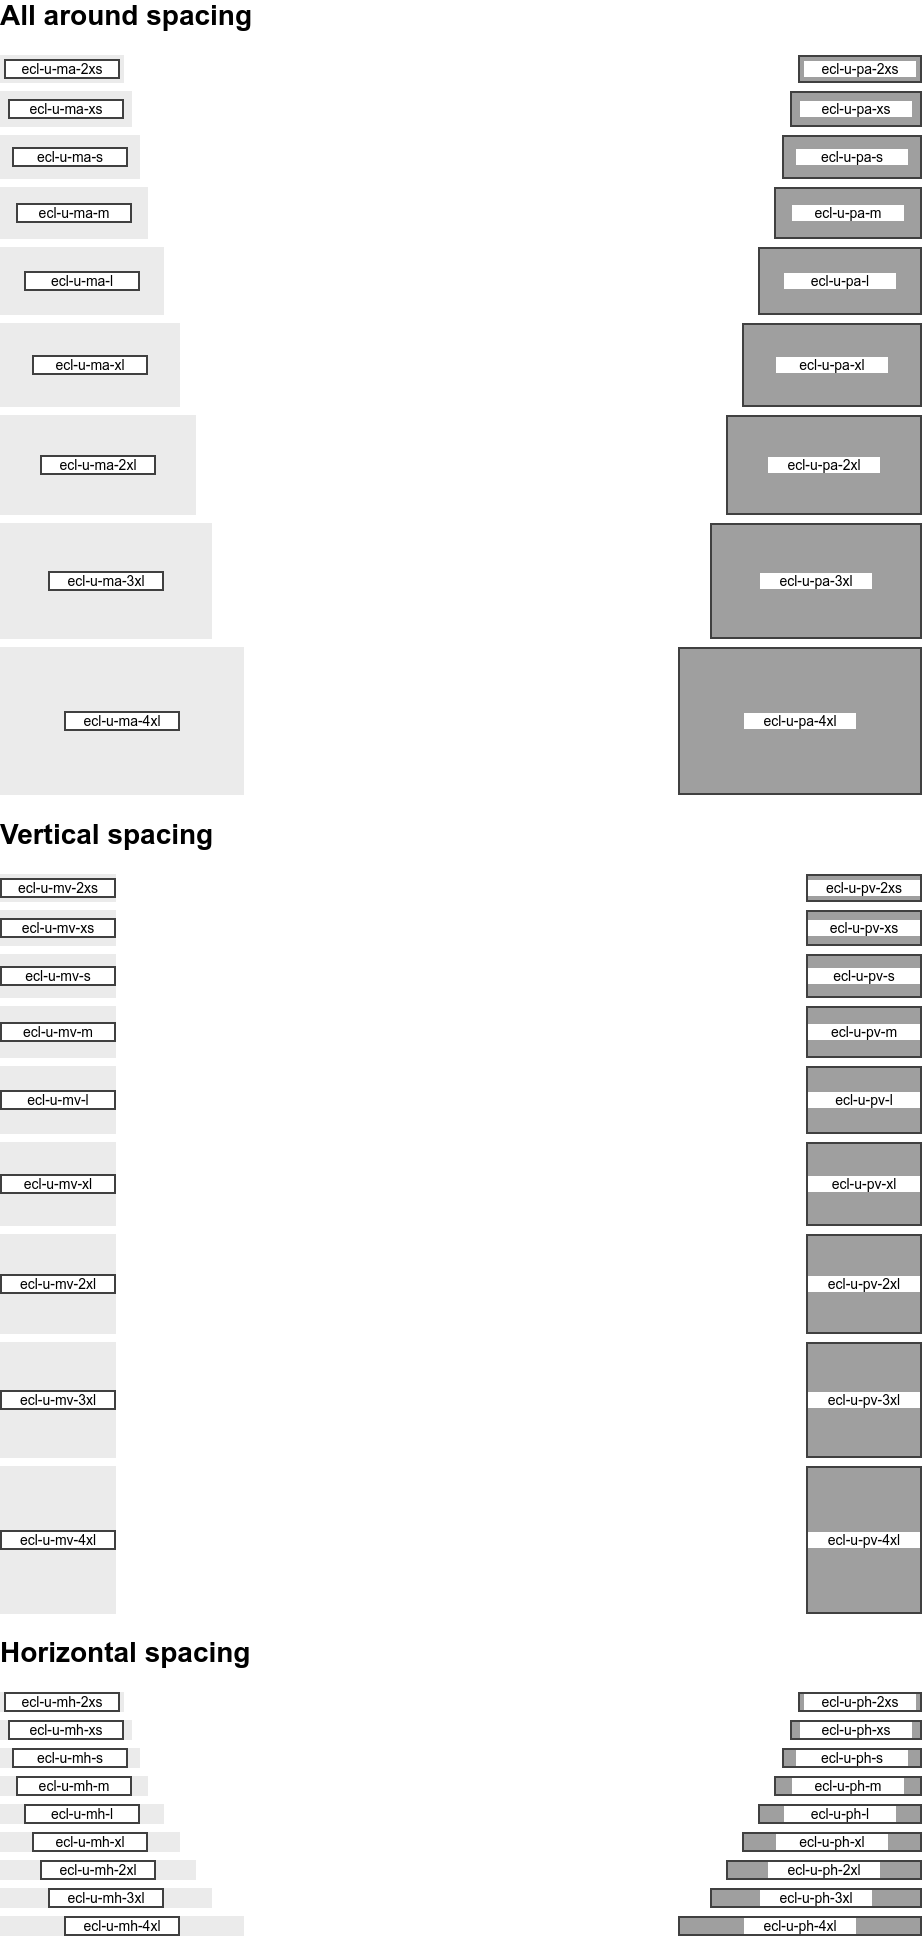 All around spacing
ecl-u-ma-2xs ecl-u-pa-2xs
ecl-u-ma-xs ecl-u-pa-xs
ecl-u-ma-s ecl-u-pa-s
ecl-u-ma-m ecl-u-pa-m
ecl-u-ma-l ecl-u-pa-l
ecl-u-ma-xl ecl-u-pa-xl
ecl-u-ma-2xl ecl-u-pa-2xl
ecl-u-ma-3xl ecl-u-pa-3xl
ecl-u-ma-4xl ecl-u-pa-4xl
Vertical spacing
ecl-u-mv-2xs ecl-u-pv-2xs
ecl-u-mv-xs ecl-u-pv-xs
ecl-u-mv-s ecl-u-pv-s
ecl-u-mv-m ecl-u-pv-m
ecl-u-mv-l ecl-u-pv-l
ecl-u-mv-xl ecl-u-pv-xl
ecl-u-mv-2xl ecl-u-pv-2xl
ecl-u-mv-3xl ecl-u-pv-3xl
ecl-u-mv-4xl ecl-u-pv-4xl
Horizontal spacing
ecl-u-mh-2xs ecl-u-ph-2xs
ecl-u-mh-xs ecl-u-ph-xs
ecl-u-mh-s ecl-u-ph-s
ecl-u-mh-m ecl-u-ph-m
ecl-u-mh-l ecl-u-ph-l
ecl-u-mh-xl ecl-u-ph-xl
ecl-u-mh-2xl ecl-u-ph-2xl
ecl-u-mh-3xl ecl-u-ph-3xl
ecl-u-mh-4xl ecl-u-ph-4xl